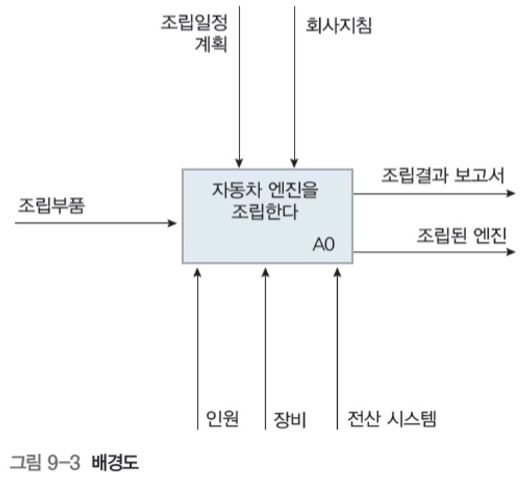 조립일정
계획
회사지침
자동차 엔진을
조립한다
A0
조립부품
조립결과 보고서
조립된 엔진
인원
장비
전산 시스템
그림 9-3 배경도